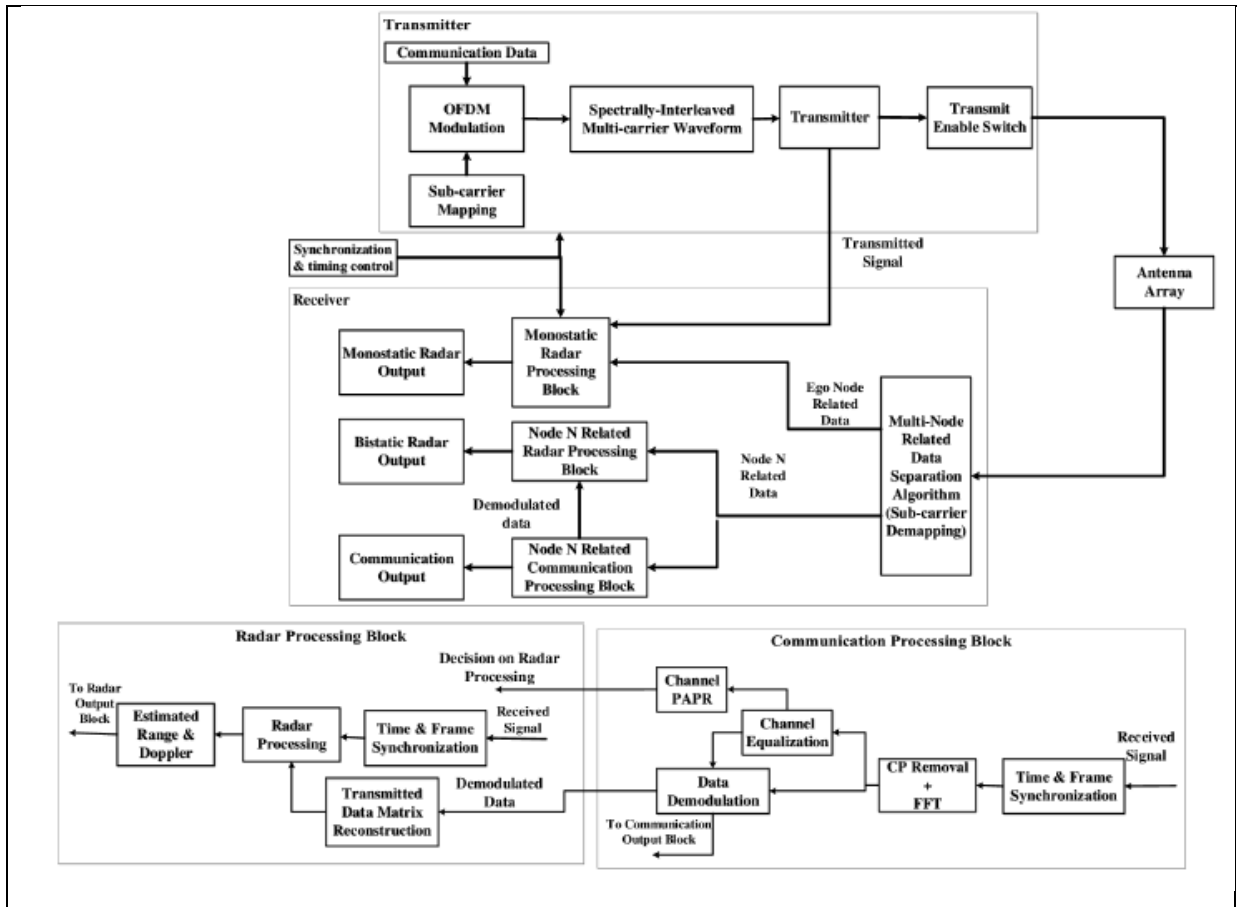 Transmitter
Communication Data
OFDM
Modulation
Spectrally-Interleaved
Multi-carrier Waveform
Transmitter
Transmit
Enable Switch
Sub-carrier
Mapping
Synchronization
& timing control
Transmitted
Signal
Antenna
Array
Receiver
Monostatic Radar
Output
Monostatic
Radar
Processing
Block
Ego Node
Related
Data
Multi-Node
Related
Data
Separation
Algorithm
(Sub-carrier
Demapping)
Bistatic Radar
Output
Node N Related
Radar Processing
Block
Node N
Related
Data
Demodulated
data
Communication
Output
Node N Related
Communication
Processing Block
Radar Processing Block
To Radar
Output
Block
Estimated
Range &
Doppler
Radar
Processing
Time & Frame
Synchronization
Received
Signal
Transmitted
Data Matrix
Reconstruction
Demodulated
Data
Decision on Radar
Processing
Communication Processing Block
Channel
PAPR
Channel
Equalization
Data
Demodulation
To Communication
Output Block
CP Removal
+
FFT
Time & Frame
Synchronization
Received
Signal